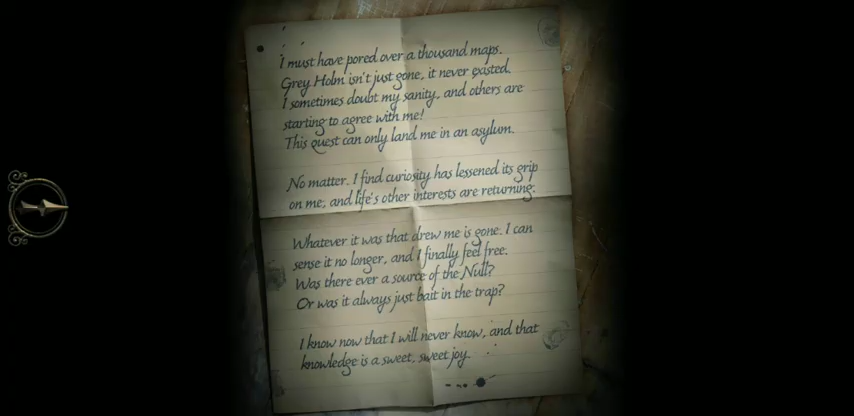 I must have pored over a thousand maps.
Grey Holm isn't just gone, it never existed.
I sometimes doubt my sanity, and others are
starting to agree with me!
This quest can only land me in an asylum.
No matter. I find curiosity has lessened its grip
on me, and life's other interests are returning.
Whatever it was that drew me is gone. I can
sense it no longer, and I finally feel free.
Was there ever a source of the Null?
Or was it always just bait in the trap?
I know now that I will never know, and that
knowledge is a sweet, sweet joy.